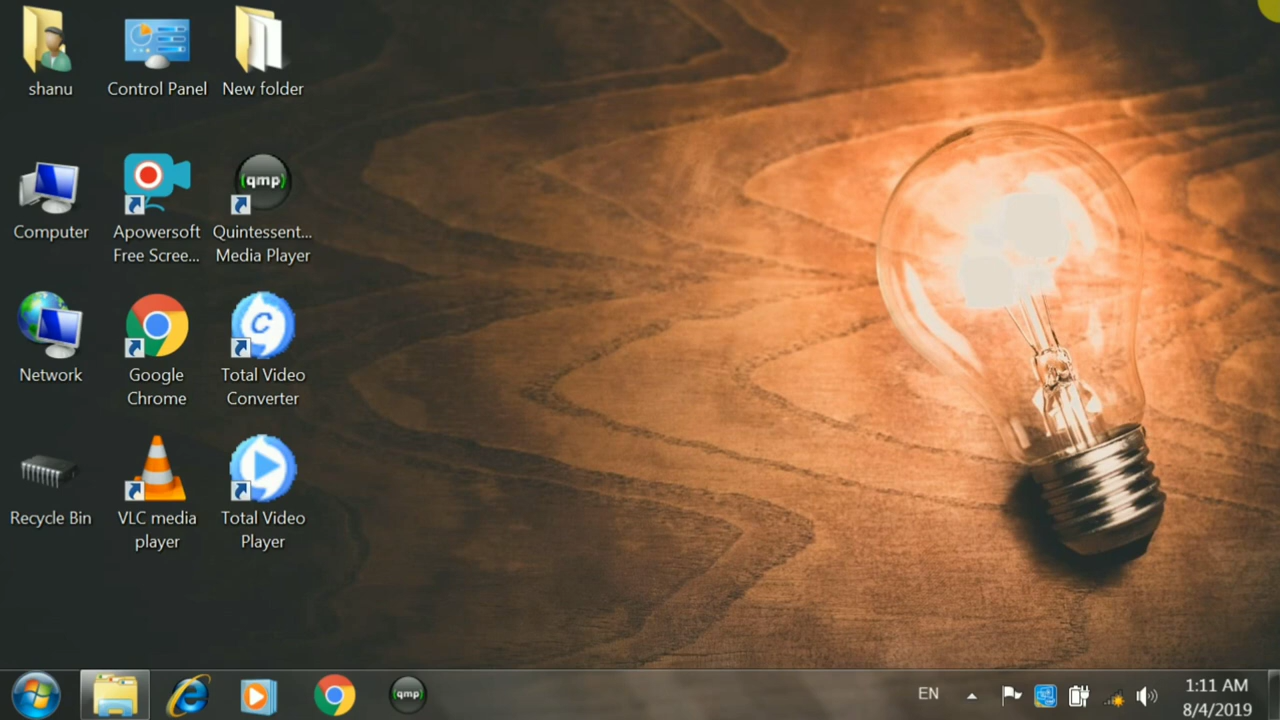 shanu
Control Panel
New folder
Computer
Apowersoft
Free Scree...
qmp
Quintessent...
Media Player
Network
Google
Chrome
C
Total Video
Converter
Recycle Bin
VLC media
player
Total Video
Player
qmp
EN
1:11 AM
8/4/2019